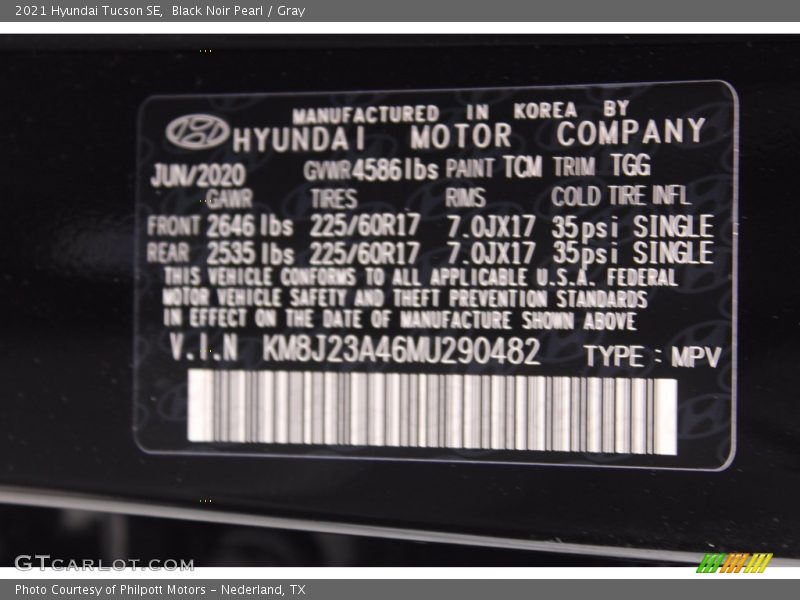 2021 Hyundai Tucson SE,  Black Noir Pearl / Gray
MANUFACTURED IN KOREA BY
HYUNDAI MOTOR COMPANY
JUN/2020 GVWR 4586lbs PAINT TCM TRIM TGG
GAWR TIRES RIMS COLD TIRE INFL
FRONT 2646 lbs 225/60R17 7.0JX17 35psi SINGLE
REAR 2535 lbs 225/60R17 7.0JX17 35psi SINGLE
THIS VEHICLE CONFORMS TO ALL APPLICABLE U.S.A. FEDERAL
MOTOR VEHICLE SAFETY AND THEFT PREVENTION STANDARDS
IN EFFECT ON THE DATE OF MANUFACTURE SHOWN ABOVE
V.I.N KM8J23A46MU290482 TYPE : MPV
GTCARLOT.COM
Photo Courtesy of Philpott Motors - Nederland, TX